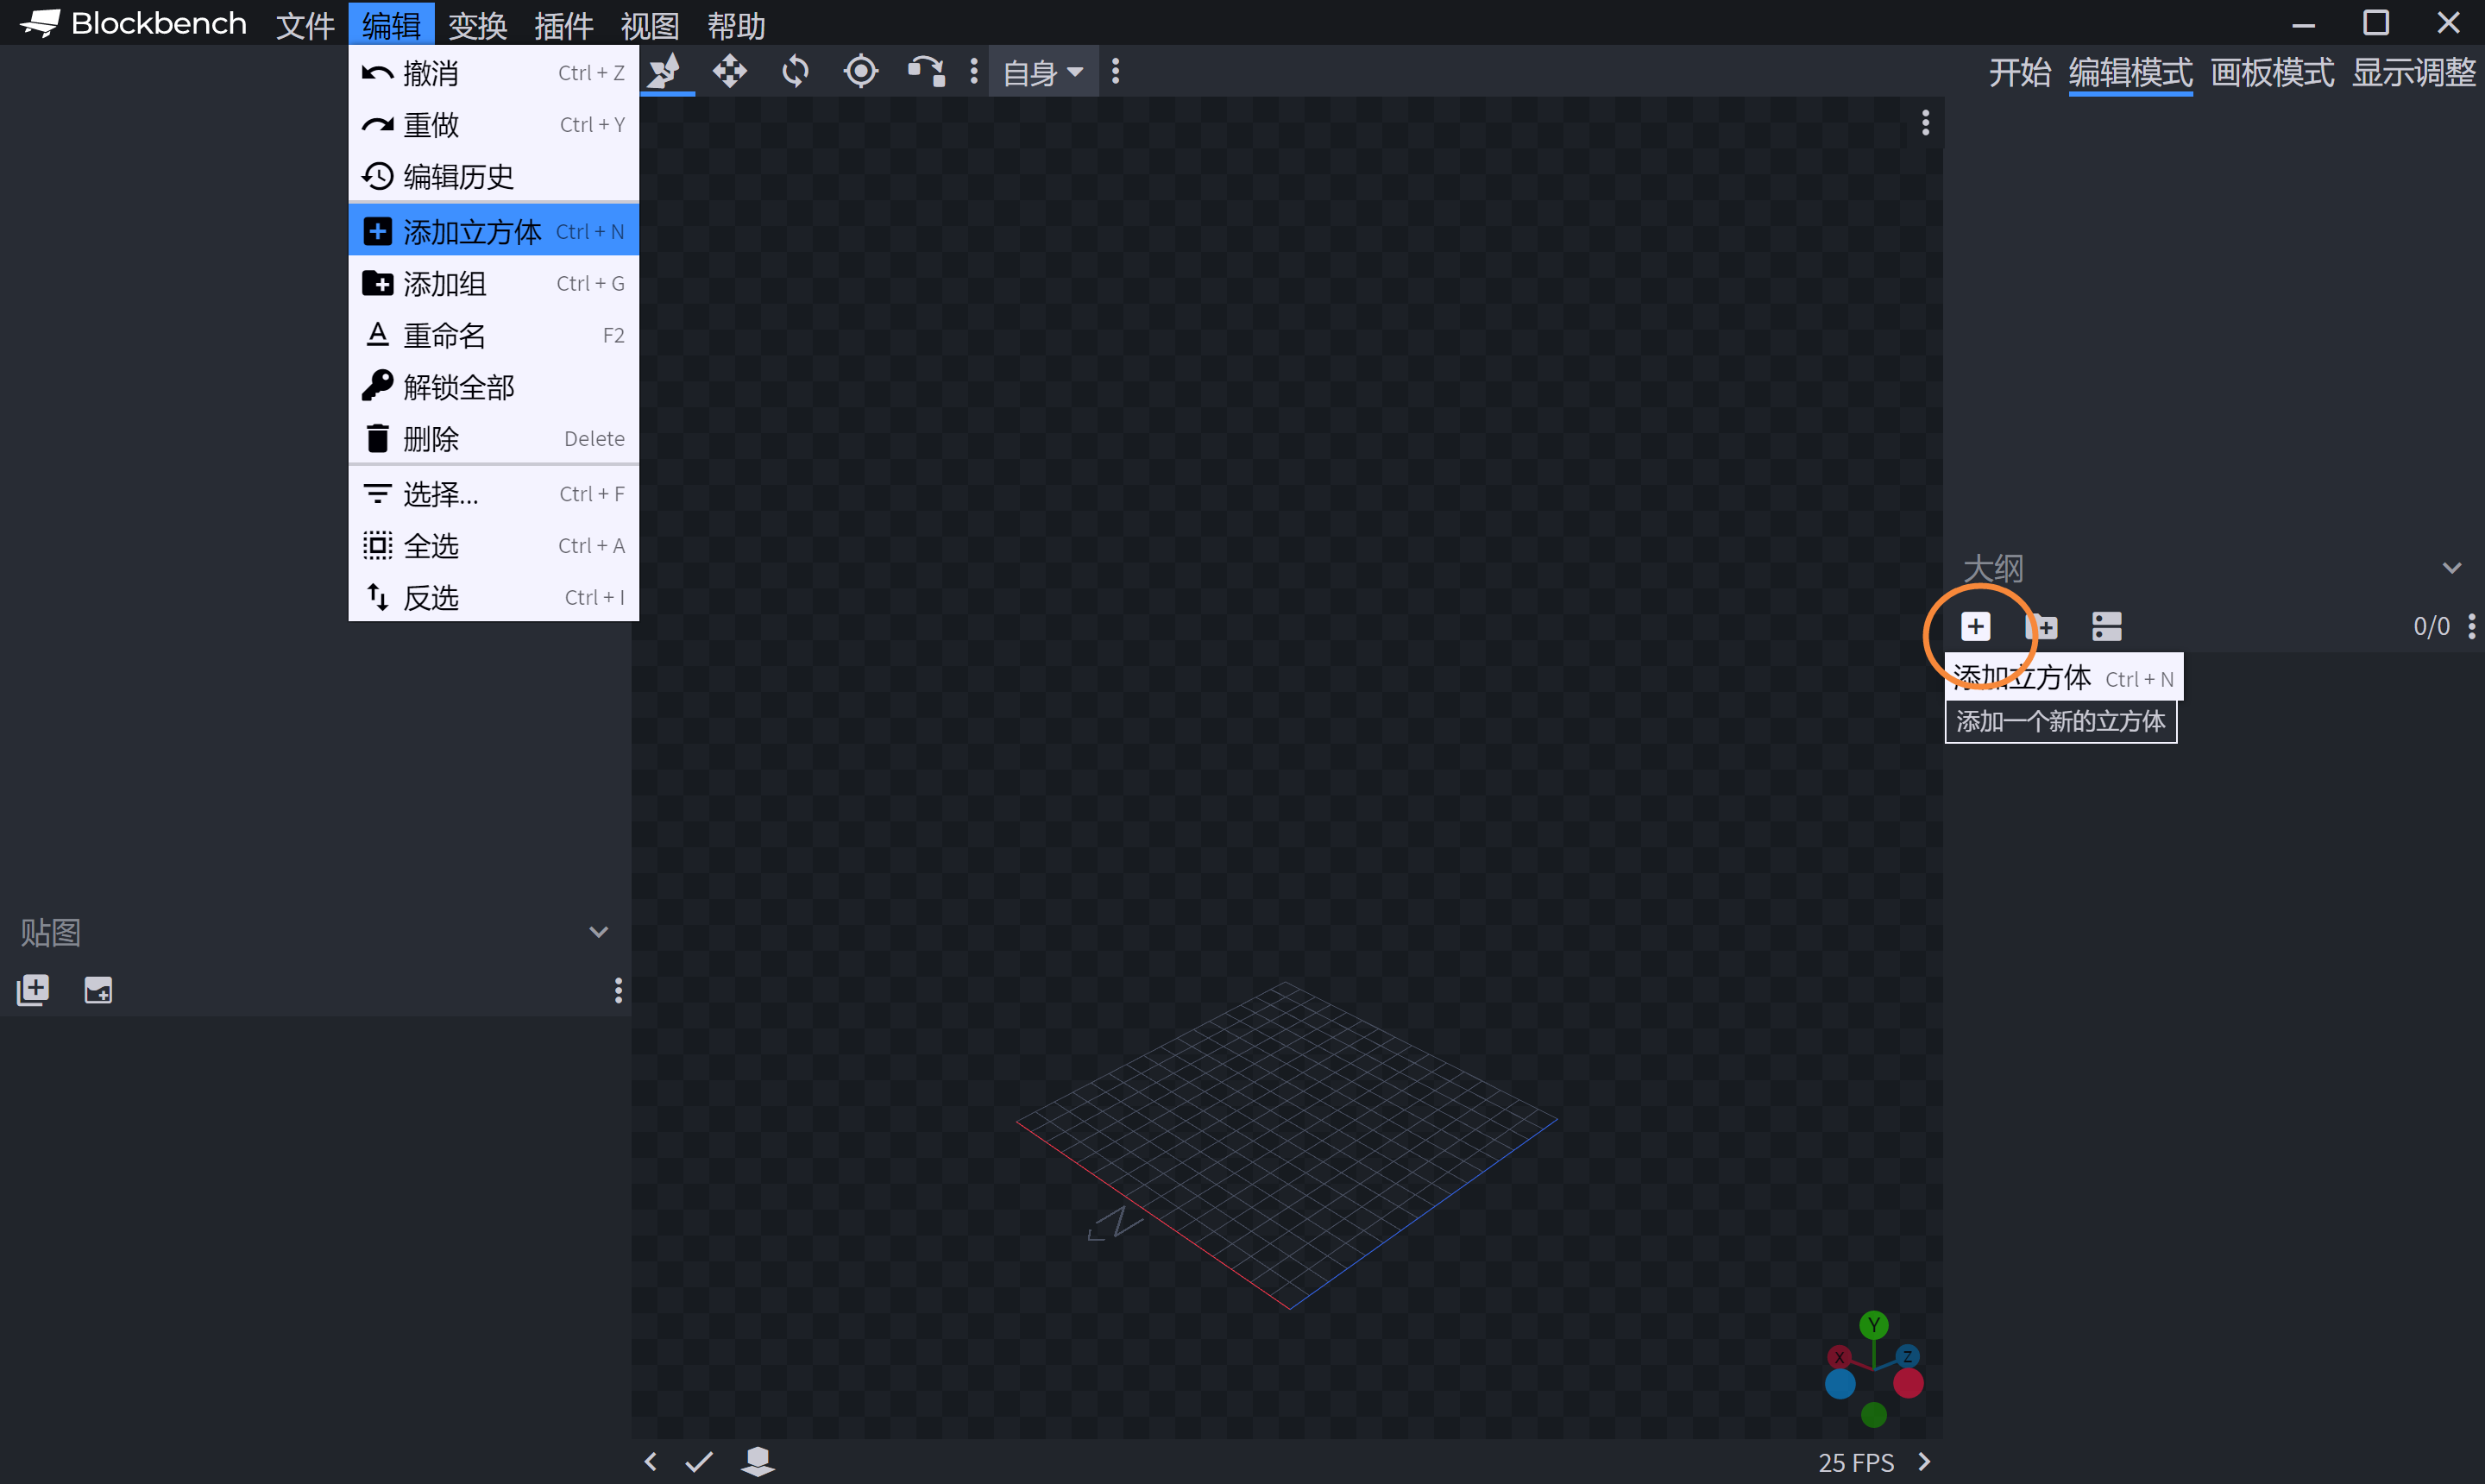 Blockbench 文件 编辑 变换 插件 视图 帮助
撤消 Ctrl + Z
重做 Ctrl + Y
编辑历史
添加立方体 Ctrl + N
添加组 Ctrl + G
重命名 F2
解锁全部
删除 Delete
选择... Ctrl + F
全选 Ctrl + A
反选 Ctrl + I
自身
开始 编辑模式 画板模式 显示调整
大纲
0/0
添加立方体 Ctrl + N
添加一个新的立方体
贴图
N
Y
X
Z
25 FPS